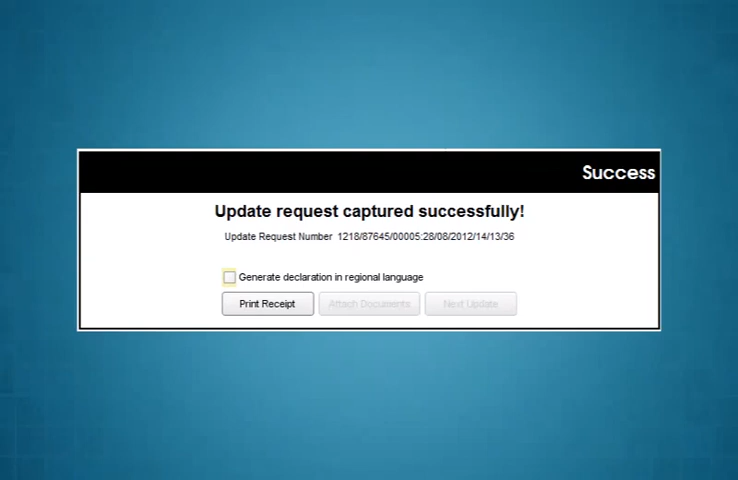 Success
Update request captured successfully!
Update Request Number 1218/87645/00005:28/08/2012/14/13/36
Generate declaration in regional language
Print Receipt Attach Documents Next Update